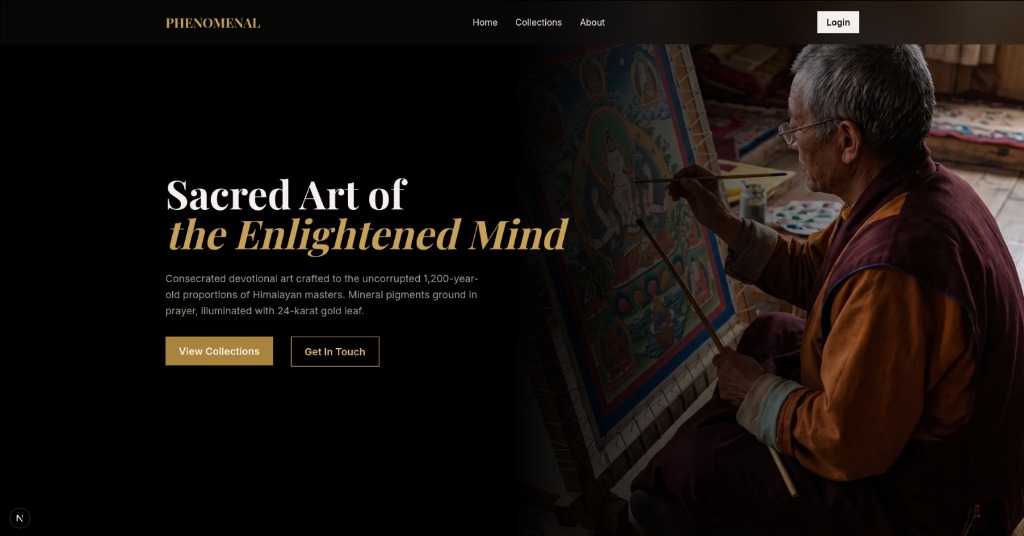 PHENOMENAL
Home Collections About
Login
Sacred Art of
the Enlightened Mind
Consecrated devotional art crafted to the uncorrupted 1,200-year-
old proportions of Himalayan masters. Mineral pigments ground in
prayer, illuminated with 24-karat gold leaf.
View Collections Get In Touch
N